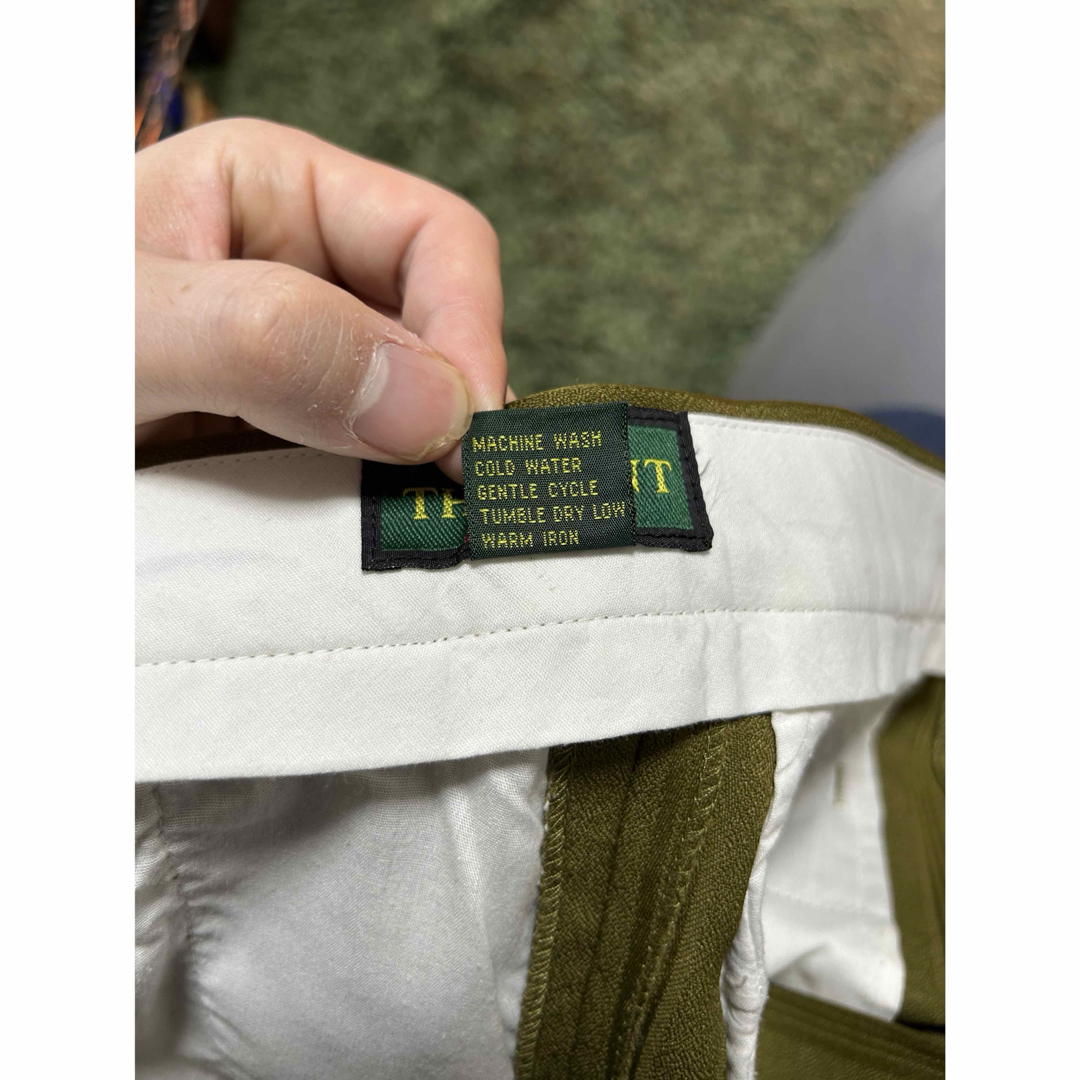 MACHINE WASH
COLD WATER
GENTLE CYCLE
TUMBLE DRY LOW
WARM IRON